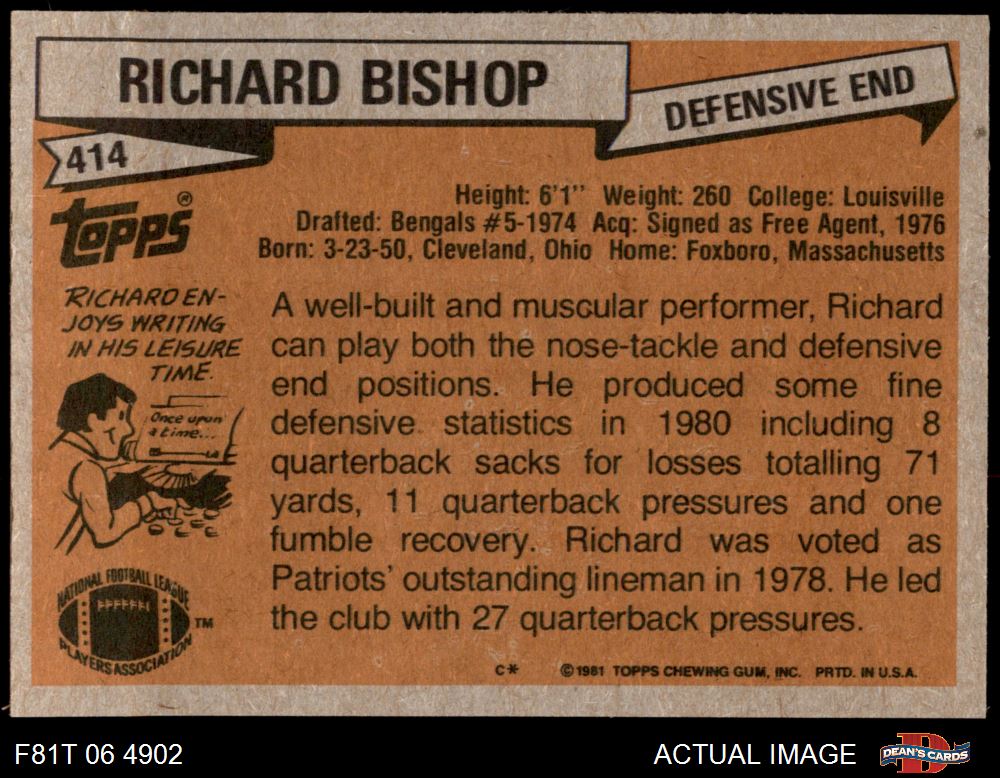 RICHARD BISHOP
DEFENSIVE END
414
topps®
Height: 6'1" Weight: 260 College: Louisville
Drafted: Bengals #5-1974 Acq: Signed as Free Agent, 1976
Born: 3-23-50, Cleveland, Ohio Home: Foxboro, Massachusetts
RICHARD EN-
JOYS WRITING
IN HIS LEISURE
TIME.
Once upon
a time...
A well-built and muscular performer, Richard
can play both the nose-tackle and defensive
end positions. He produced some fine
defensive statistics in 1980 including 8
quarterback sacks for losses totalling 71
yards, 11 quarterback pressures and one
fumble recovery. Richard was voted as
Patriots' outstanding lineman in 1978. He led
the club with 27 quarterback pressures.
NATIONAL FOOTBALL LEAGUE
PLAYERS ASSOCIATION
TM
C* © 1981 TOPPS CHEWING GUM, INC. PRTD. IN U.S.A.
F81T 06 4902
ACTUAL IMAGE
DEAN'S CARDS